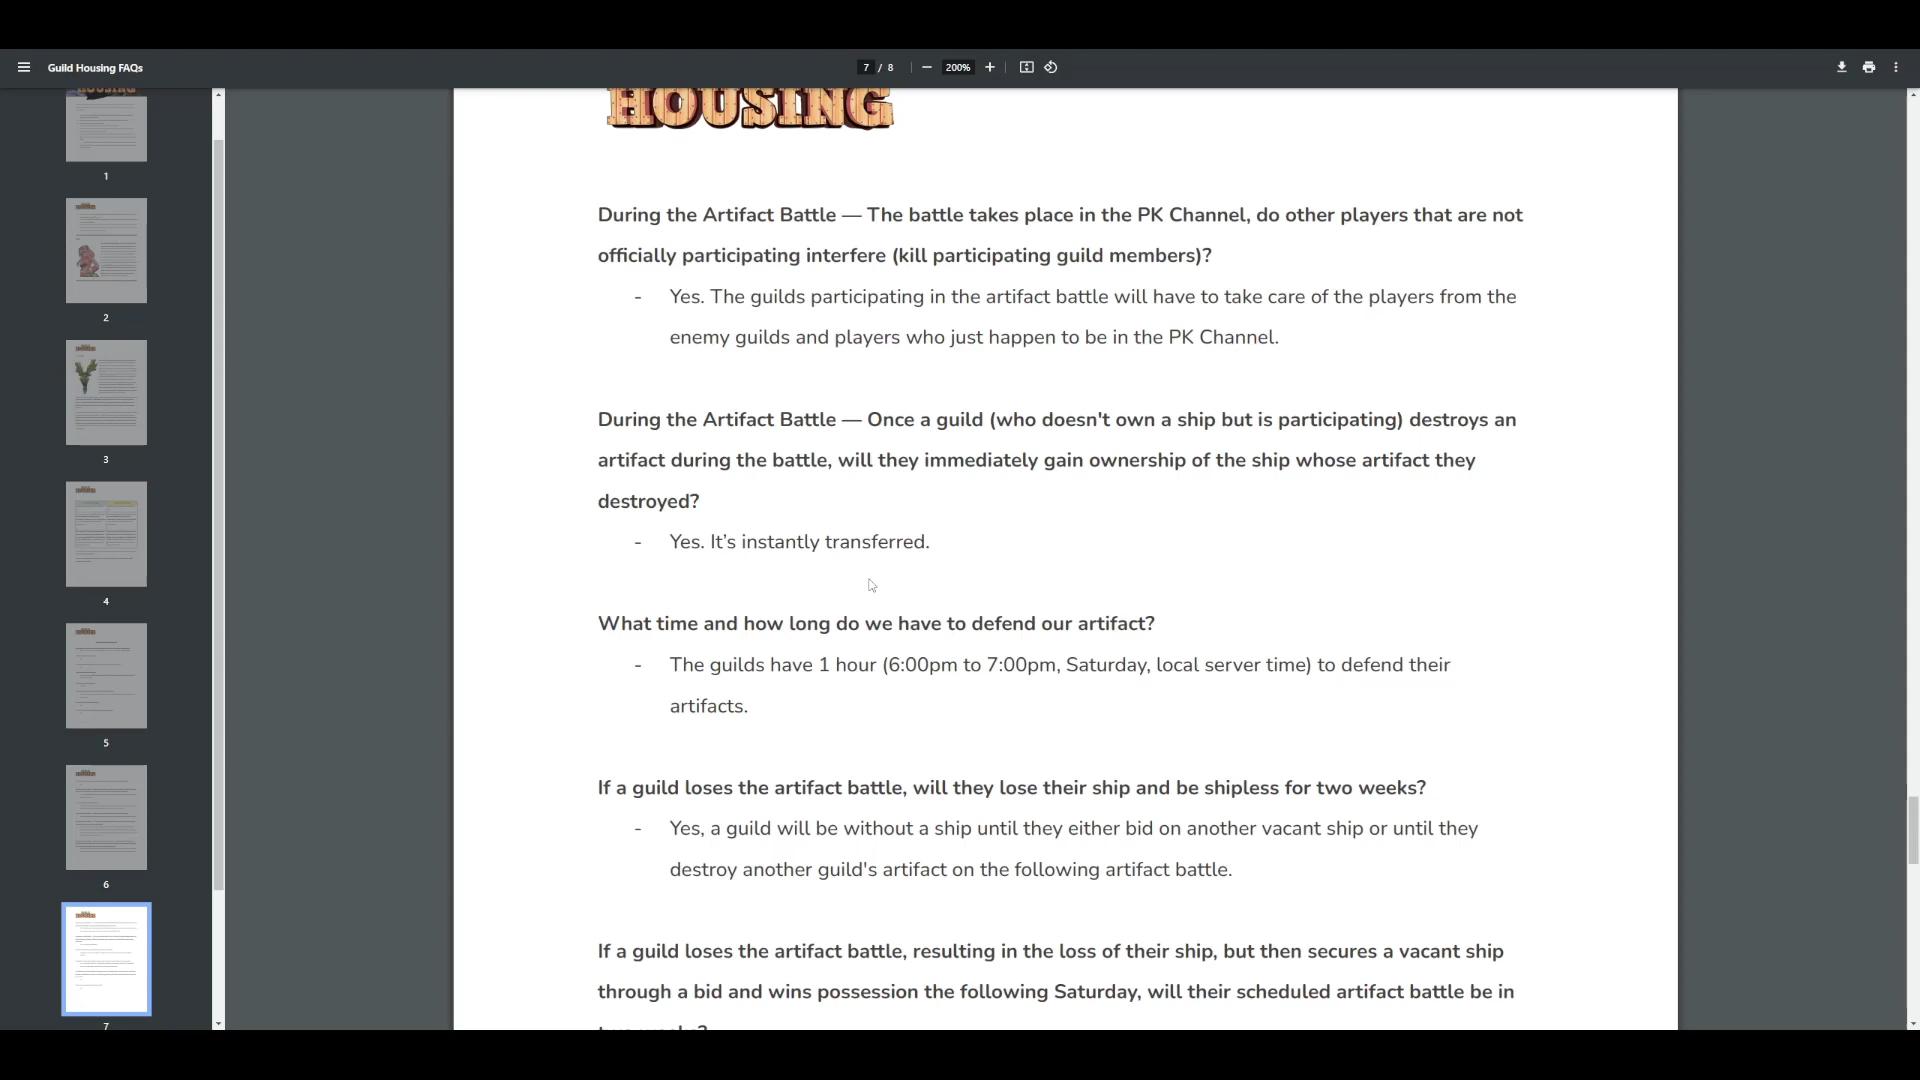 Guild Housing FAQs
7 / 8
200%
HOUSING
1
2
3
4
5
6
7
HOUSING
During the Artifact Battle — The battle takes place in the PK Channel, do other players that are not
officially participating interfere (kill participating guild members)?
- Yes. The guilds participating in the artifact battle will have to take care of the players from the
enemy guilds and players who just happen to be in the PK Channel.
During the Artifact Battle — Once a guild (who doesn't own a ship but is participating) destroys an
artifact during the battle, will they immediately gain ownership of the ship whose artifact they
destroyed?
- Yes. It’s instantly transferred.
What time and how long do we have to defend our artifact?
- The guilds have 1 hour (6:00pm to 7:00pm, Saturday, local server time) to defend their
artifacts.
If a guild loses the artifact battle, will they lose their ship and be shipless for two weeks?
- Yes, a guild will be without a ship until they either bid on another vacant ship or until they
destroy another guild's artifact on the following artifact battle.
If a guild loses the artifact battle, resulting in the loss of their ship, but then secures a vacant ship
through a bid and wins possession the following Saturday, will their scheduled artifact battle be in
two weeks?